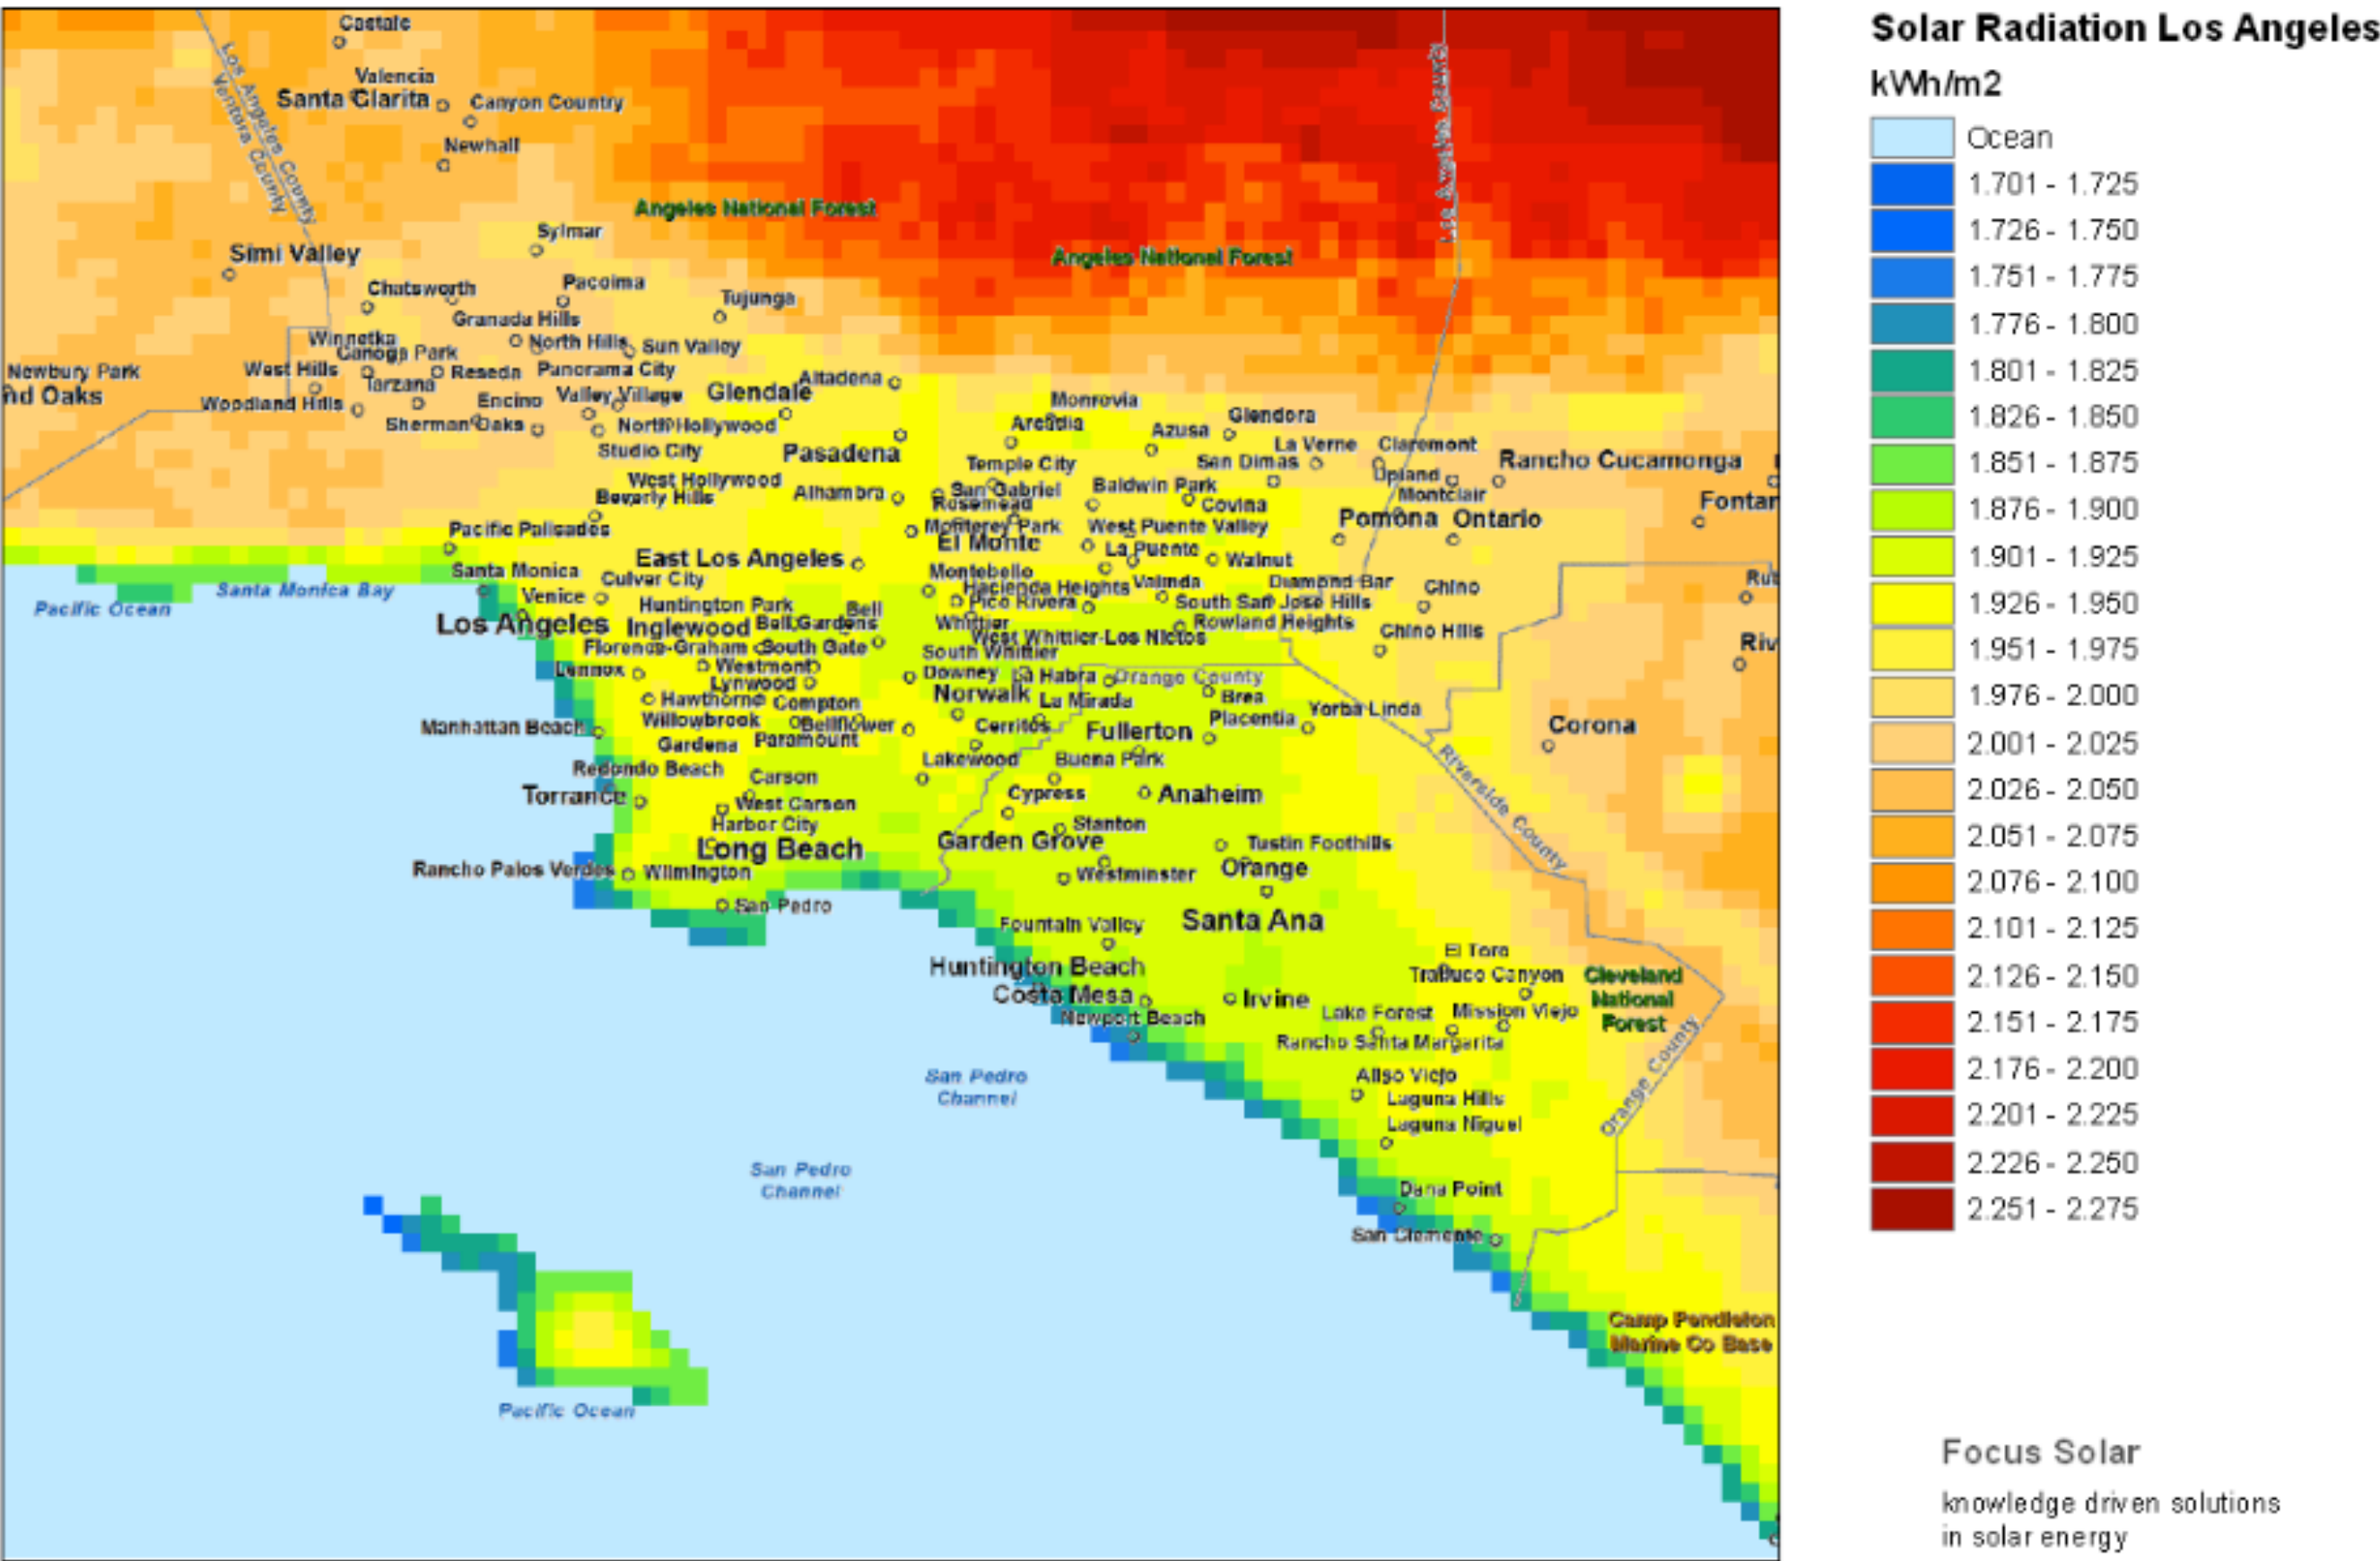 Solar Radiation Los Angeles
kWh/m2
Ocean
1.701 - 1.725
1.726 - 1.750
1.751 - 1.775
1.776 - 1.800
1.801 - 1.825
1.826 - 1.850
1.851 - 1.875
1.876 - 1.900
1.901 - 1.925
1.926 - 1.950
1.951 - 1.975
1.976 - 2.000
2.001 - 2.025
2.026 - 2.050
2.051 - 2.075
2.076 - 2.100
2.101 - 2.125
2.126 - 2.150
2.151 - 2.175
2.176 - 2.200
2.201 - 2.225
2.226 - 2.250
2.251 - 2.275
Focus Solar
knowledge driven solutions
in solar energy
Castaic
Valencia
Santa Clarita
Canyon Country
Newhall
Los Angeles County
Ventura County
Los Angeles County
Angeles National Forest
Angeles National Forest
Sylmar
Simi Valley
Pacoima
Chatsworth
Tujunga
Granada Hills
Winnetka
North Hills
Sun Valley
Canoga Park
Newbury Park
West Hills
Reseda
Panorama City
nd Oaks
Tarzana
Altadena
Glendale
Valley Village
Woodland Hills
Encino
Monrovia
Sherman Oaks
North Hollywood
Arcadia
Glendora
Azusa
Studio City
Pasadena
La Verne
Claremont
Temple City
San Dimas
Rancho Cucamonga
Upland
West Hollywood
Beverly Hills
Alhambra
San Gabriel
Baldwin Park
Montclair
Rosemead
Covina
Fontar
Pacific Palisades
Monterey Park
West Puente Valley
Pomona
Ontario
El Monte
La Puente
East Los Angeles
Walnut
Santa Monica
Culver City
Montebello
Hacienda Heights
Valinda
Diamond Bar
Chino
Rub
Santa Monica Bay
Pacific Ocean
Venice
Huntington Park
Bell
Pico Rivera
South San Jose Hills
Los Angeles
Inglewood
Bell Gardens
Whittier
Rowland Heights
Chino Hills
West Whittier-Los Nietos
Riv
Florence-Graham
South Gate
South Whittier
Lennox
Westmont
Downey
La Habra
Orange County
Lynwood
Norwalk
Brea
Hawthorne
Compton
La Mirada
Yorba Linda
Manhattan Beach
Willowbrook
Bellflower
Cerritos
Fullerton
Placentia
Corona
Gardena
Paramount
Redondo Beach
Carson
Lakewood
Buena Park
Riverside County
Torrance
West Carson
Cypress
Anaheim
Harbor City
Stanton
Long Beach
Garden Grove
Tustin Foothills
Rancho Palos Verdes
Wilmington
Westminster
Orange
San Pedro
Santa Ana
Fountain Valley
El Toro
Huntington Beach
Trabuco Canyon
Cleveland
National
Forest
Costa Mesa
Irvine
Newport Beach
Lake Forest
Mission Viejo
Rancho Santa Margarita
San Pedro
Channel
Aliso Viejo
Laguna Hills
Orange County
Laguna Niguel
San Pedro
Channel
Dana Point
San Clemente
Camp Pendleton
Marine Co Base
Pacific Ocean